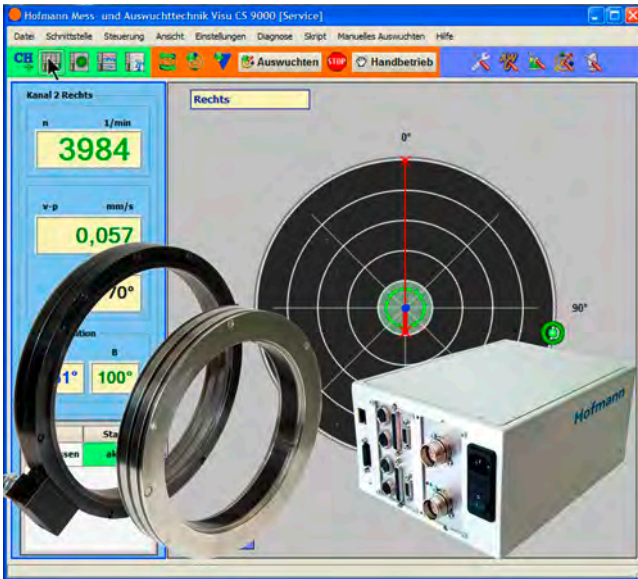 Hofmann Mess- und Auswuchttechnik Visu CS 9000 [Service]
Datei Schnittstelle Steuerung Ansicht Einstellungen Diagnose Skript Manuelles Auswuchten Hilfe
CH Auswuchten STOP Handbetrieb
Kanal 2 Rechts
Rechts
n 1/min
3984
0°
v-p mm/s
0,057
70°
90°
B
100°
Hofmann